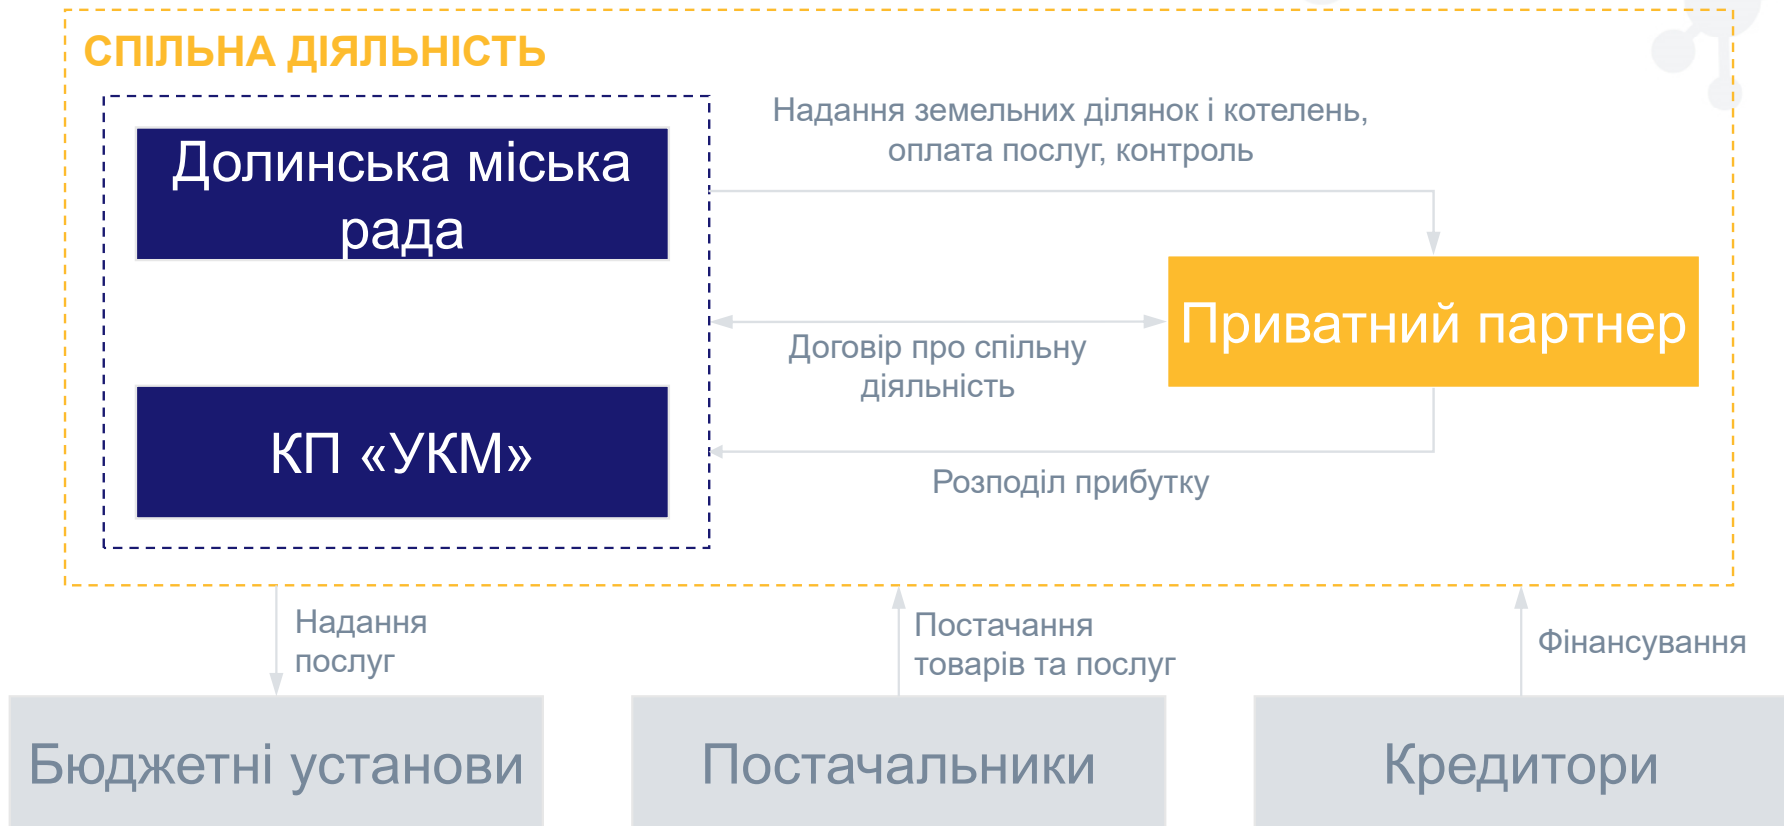 СПІЛЬНА ДІЯЛЬНІСТЬ
Долинська міська
рада
Надання земельних ділянок і котелень,
оплата послуг, контроль
Приватний партнер
Договір про спільну
діяльність
КП «УКМ»
Розподіл прибутку
Надання
послуг
Постачання
товарів та послуг
Фінансування
Бюджетні установи
Постачальники
Кредитори